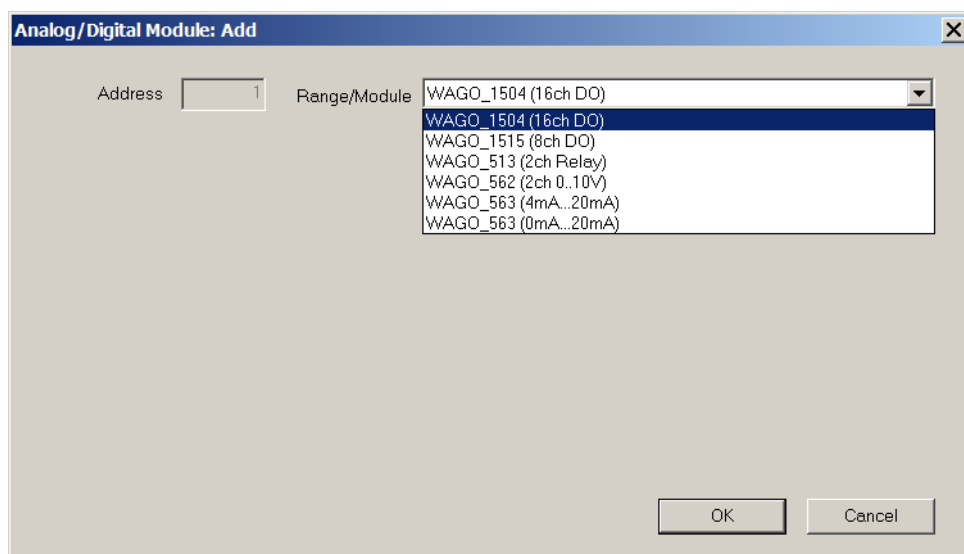 Analog/Digital Module: Add
Address 1 Range/Module WAGO_1504 (16ch DO)
WAGO_1504 (16ch DO)
WAGO_1515 (8ch DO)
WAGO_513 (2ch Relay)
WAGO_562 (2ch 0..10V)
WAGO_563 (4mA...20mA)
WAGO_563 (0mA...20mA)
OK Cancel